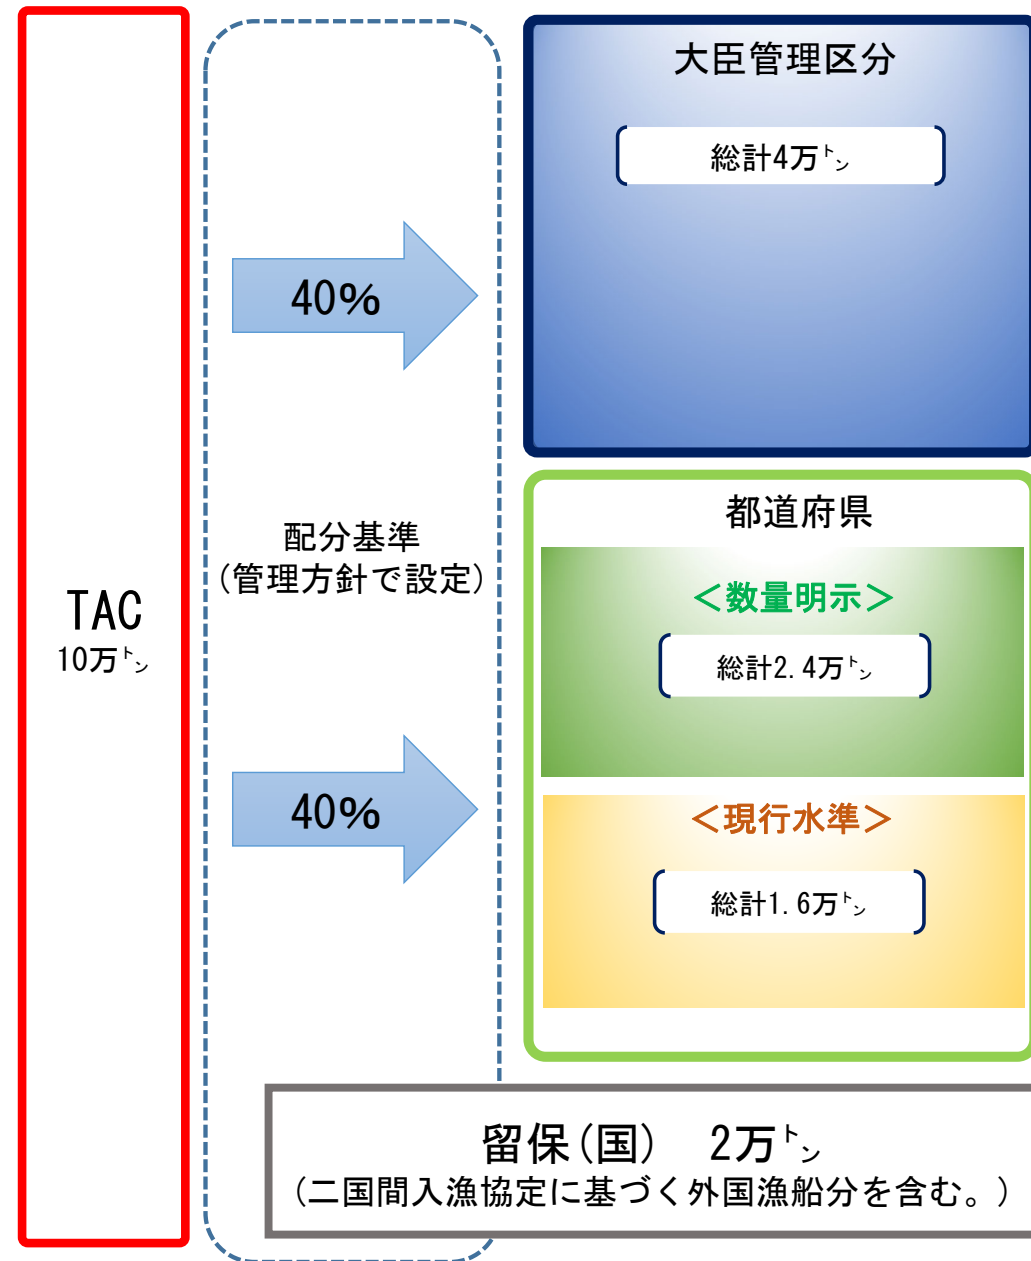 TAC
10万トン
40%
配分基準
(管理方針で設定)
40%
大臣管理区分
総計4万トン
都道府県
＜数量明示＞
総計2.4万トン
＜現行水準＞
総計1.6万トン
留保(国)　2万トン
(二国間入漁協定に基づく外国漁船分を含む。)